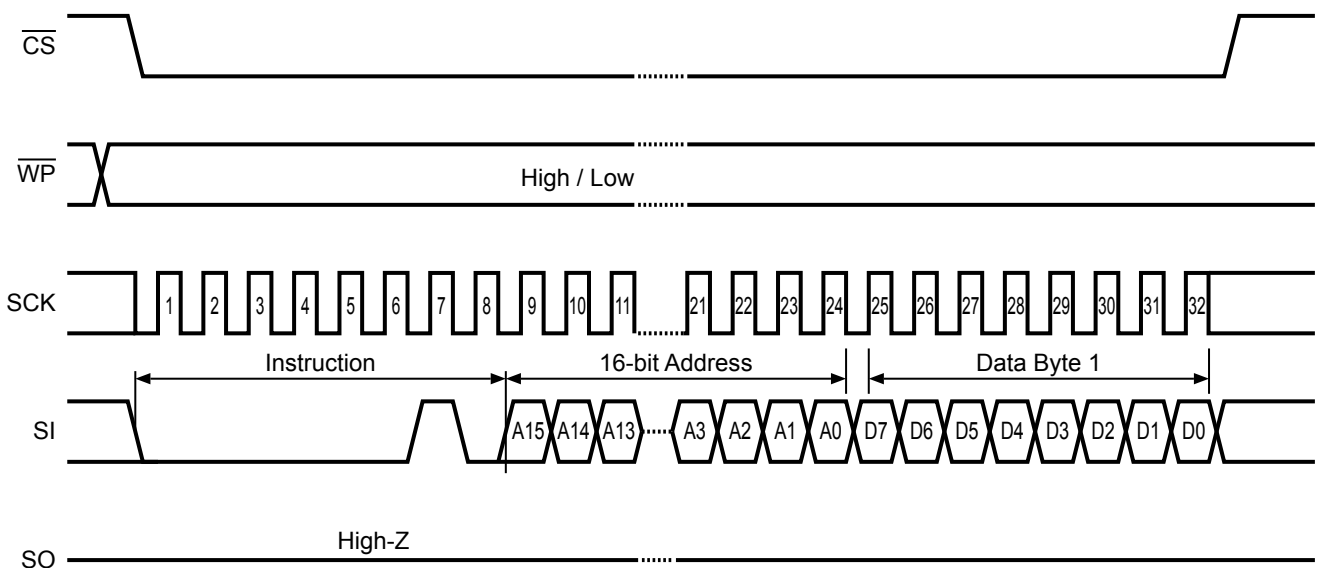 CS
WP
High / Low
SCK
1 2 3 4 5 6 7 8 9 10 11 21 22 23 24 25 26 27 28 29 30 31 32
Instruction 16-bit Address Data Byte 1
SI
A15 A14 A13 A3 A2 A1 A0 D7 D6 D5 D4 D3 D2 D1 D0
High-Z
SO